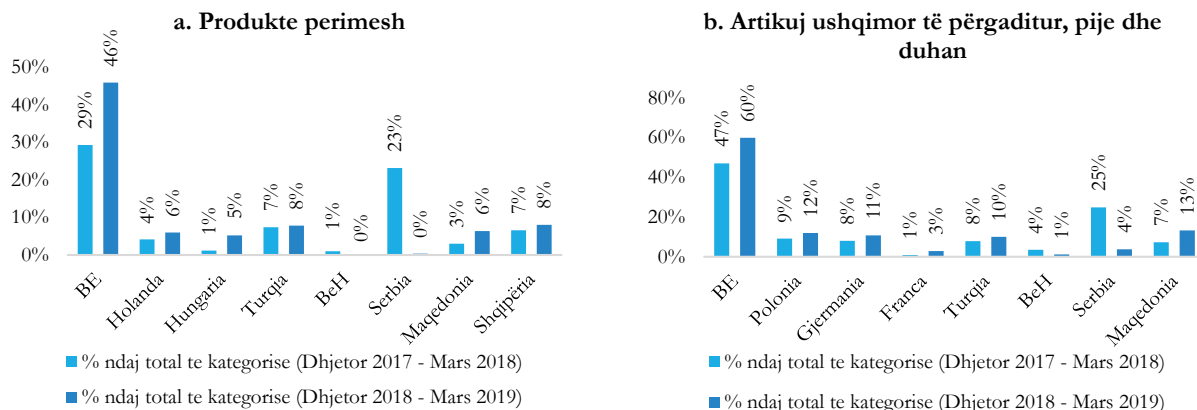 a. Produkte perimesh
50%
40%
30%
20%
10%
0%
29%
46%
4%
6%
1%
5%
7%
8%
1%
0%
23%
0%
3%
6%
7%
8%
BE
Holanda
Hungaria
Turqia
BeH
Serbia
Maqedonia
Shqipëria
% ndaj total te kategorise (Dhjetor 2017 - Mars 2018)
% ndaj total te kategorise (Dhjetor 2018 - Mars 2019)
b. Artikuj ushqimor të përgaditur, pije dhe
duhan
80%
60%
40%
20%
0%
47%
60%
9%
12%
8%
11%
1%
3%
8%
10%
4%
1%
25%
4%
7%
13%
BE
Polonia
Gjermania
Franca
Turqia
BeH
Serbia
Maqedonia
% ndaj total te kategorise (Dhjetor 2017 - Mars 2018)
% ndaj total te kategorise (Dhjetor 2018 - Mars 2019)